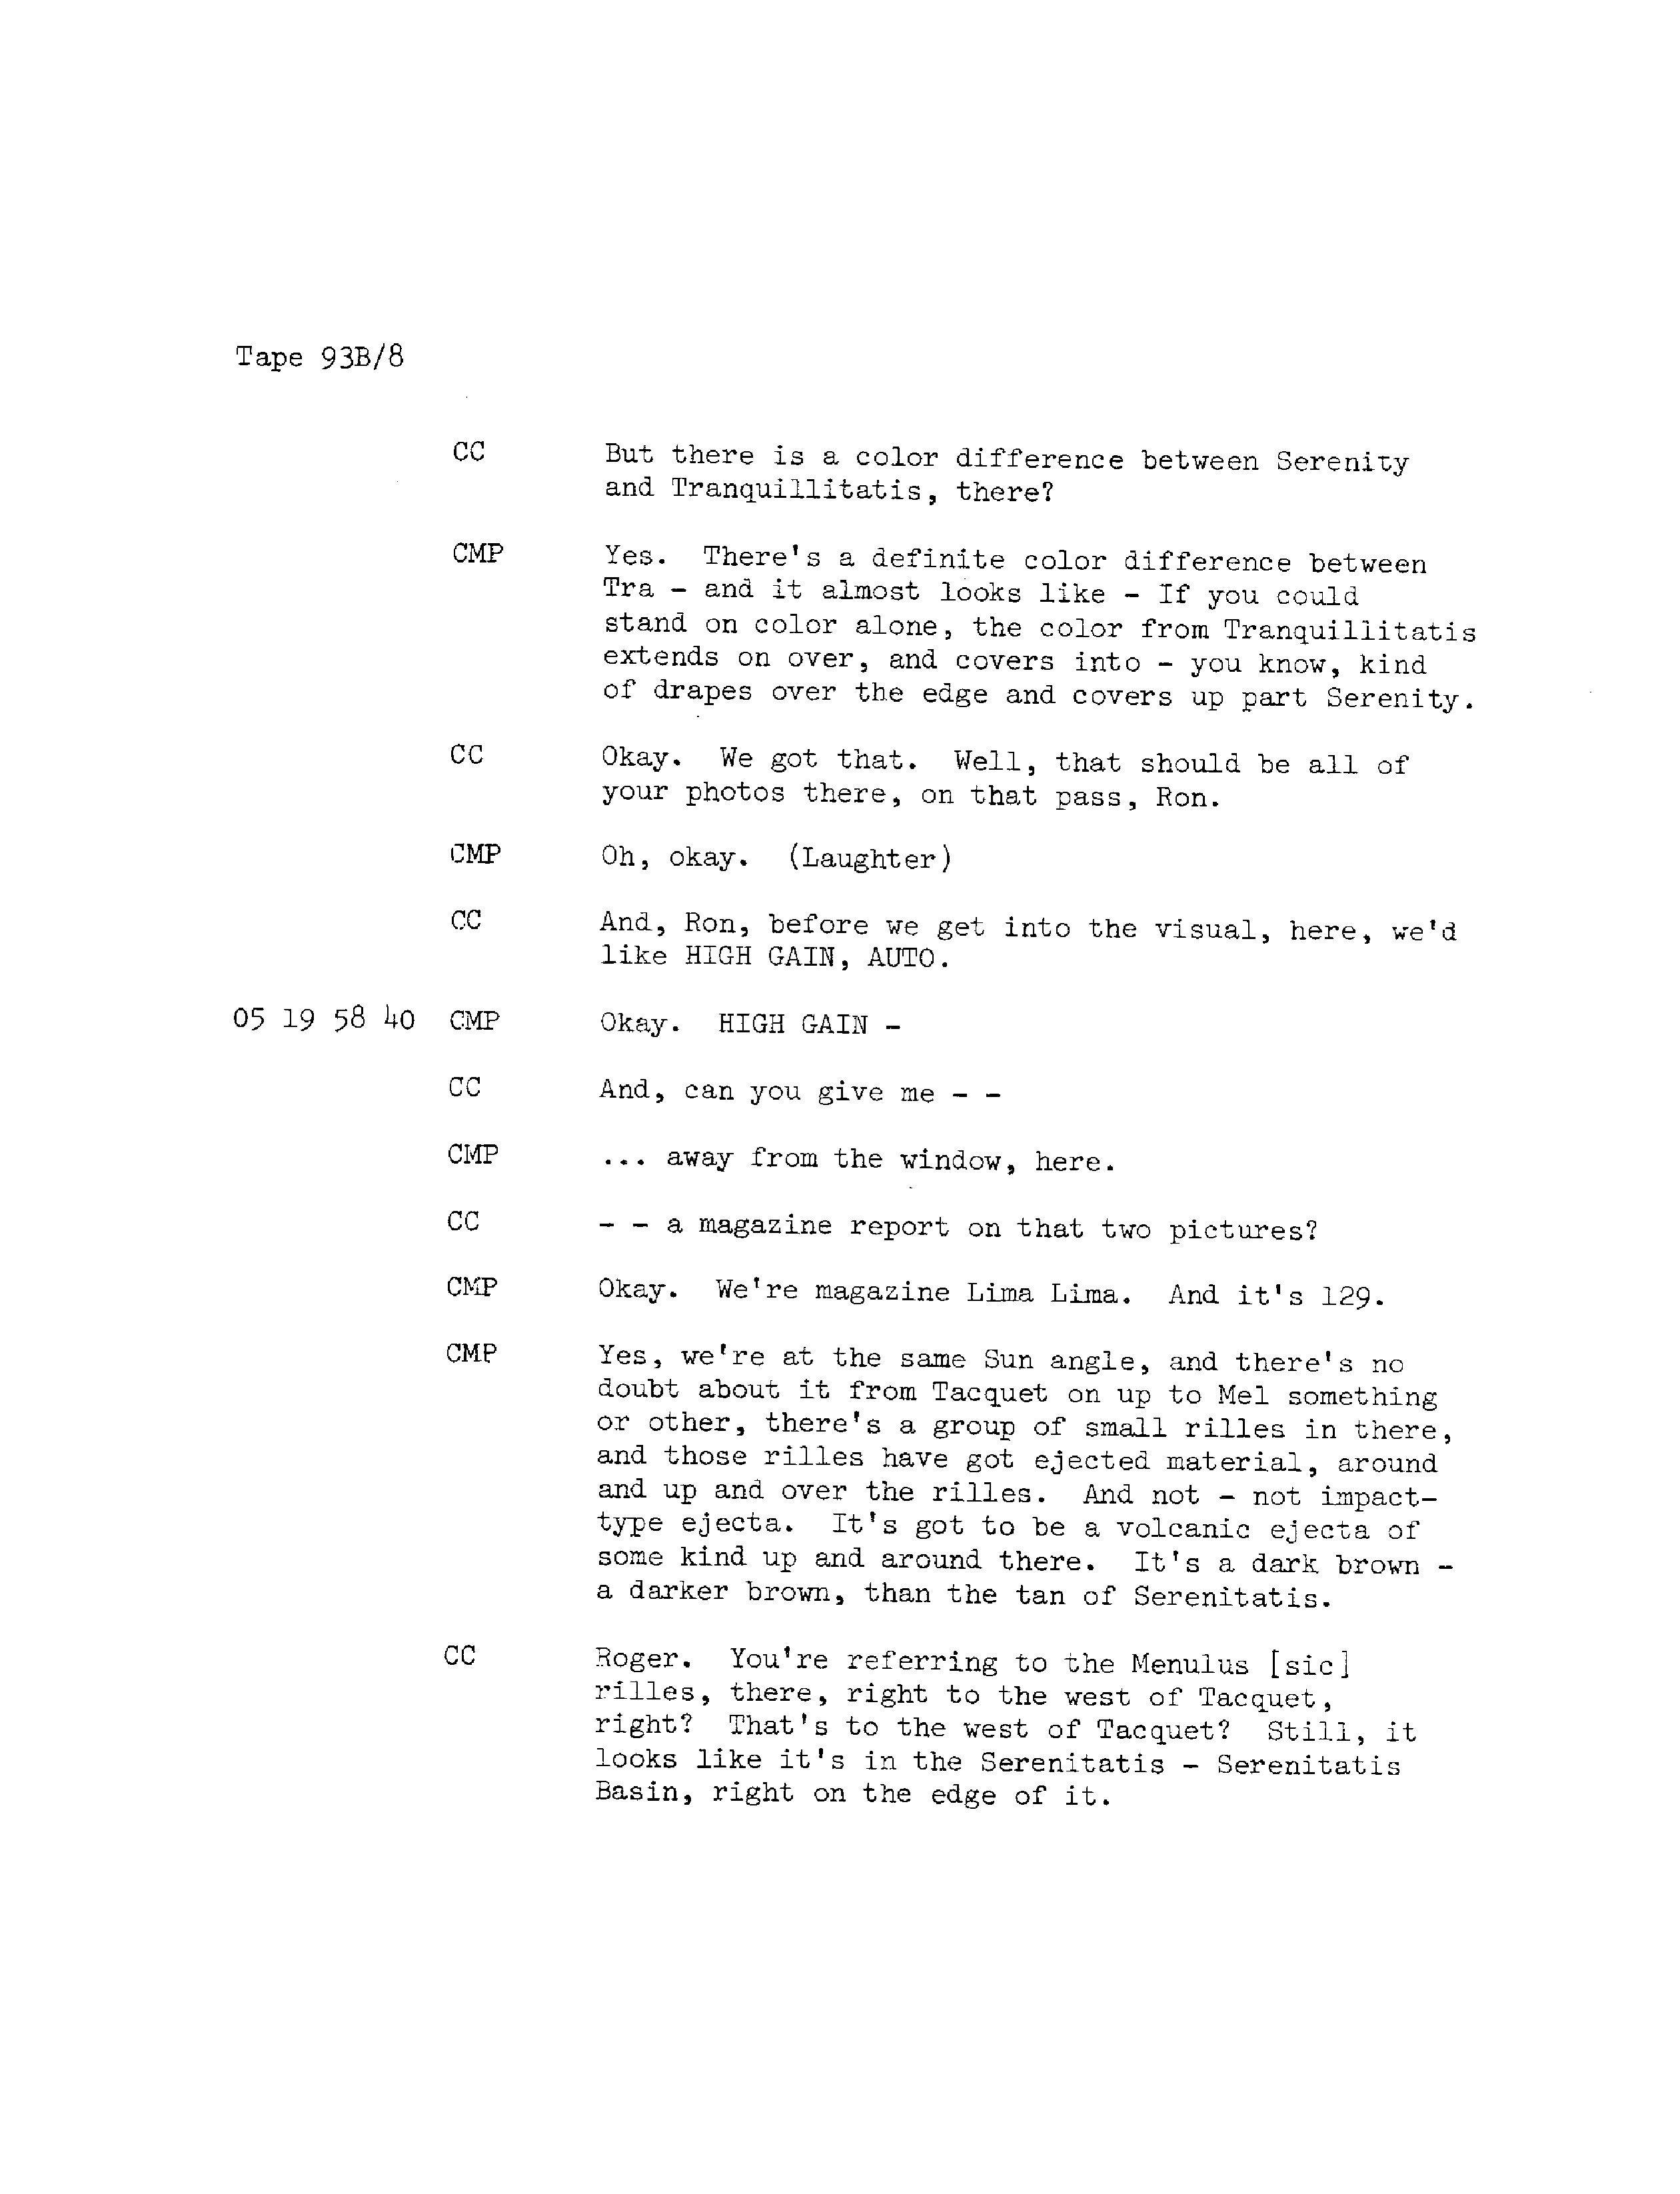 Tape 93B/8
CC But there is a color difference between Serenity
and Tranquillitatis, there?
CMP Yes. There's a definite color difference between
Tra - and it almost looks like - If you could
stand on color alone, the color from Tranquillitatis
extends on over, and covers into - you know, kind
of drapes over the edge and covers up part Serenity.
CC Okay. We got that. Well, that should be all of
your photos there, on that pass, Ron.
CMP Oh, okay. (Laughter)
CC And, Ron, before we get into the visual, here, we'd
like HIGH GAIN, AUTO.
05 19 58 40 CMP Okay. HIGH GAIN -
CC And, can you give me - -
CMP ... away from the window, here.
CC - - a magazine report on that two pictures?
CMP Okay. We're magazine Lima Lima. And it's 129.
CMP Yes, we're at the same Sun angle, and there's no
doubt about it from Tacquet on up to Mel something
or other, there's a group of small rilles in there,
and those rilles have got ejected material, around
and up and over the rilles. And not - not impact-
type ejecta. It's got to be a volcanic ejecta of
some kind up and around there. It's a dark brown -
a darker brown, than the tan of Serenitatis.
CC Roger. You're referring to the Menulus [sic]
rilles, there, right to the west of Tacquet,
right? That's to the west of Tacquet? Still, it
looks like it's in the Serenitatis - Serenitatis
Basin, right on the edge of it.